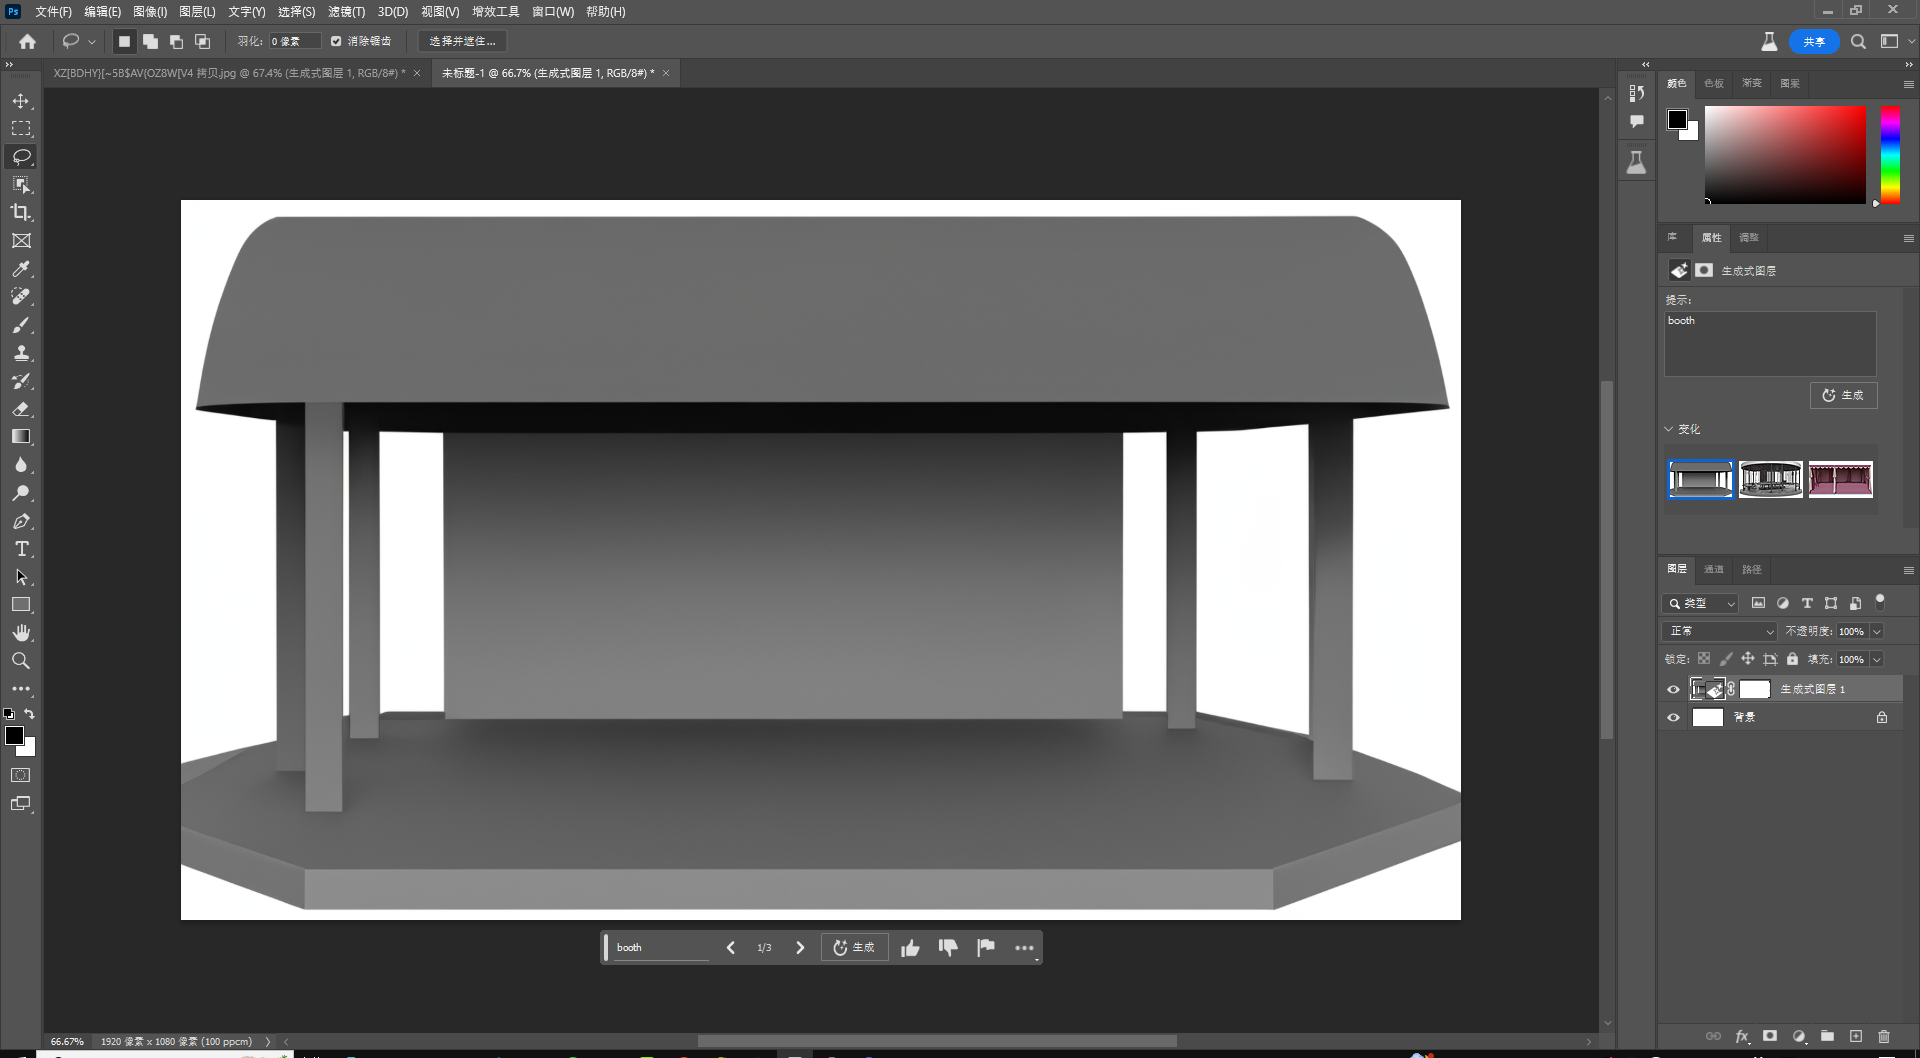 Ps 文件(F) 编辑(E) 图像(I) 图层(L) 文字(Y) 选择(S) 滤镜(T) 3D(D) 视图(V) 增效工具 窗口(W) 帮助(H)
羽化: 0 像素 消除锯齿 选择并遮住... 共享
XZ[BDHY}[~5B$AV{OZ8W[V4 拷贝.jpg @ 67.4% (生成式图层 1, RGB/8#) * ×
未标题-1 @ 66.7% (生成式图层 1, RGB/8#) * ×
颜色 色板 渐变 图案
库 属性 调整
生成式图层
提示:
booth
生成
变化
图层 通道 路径
类型
正常 不透明度: 100%
锁定: 填充: 100%
生成式图层 1
背景
booth 1/3 生成
66.67% 1920 像素 x 1080 像素 (100 ppcm)